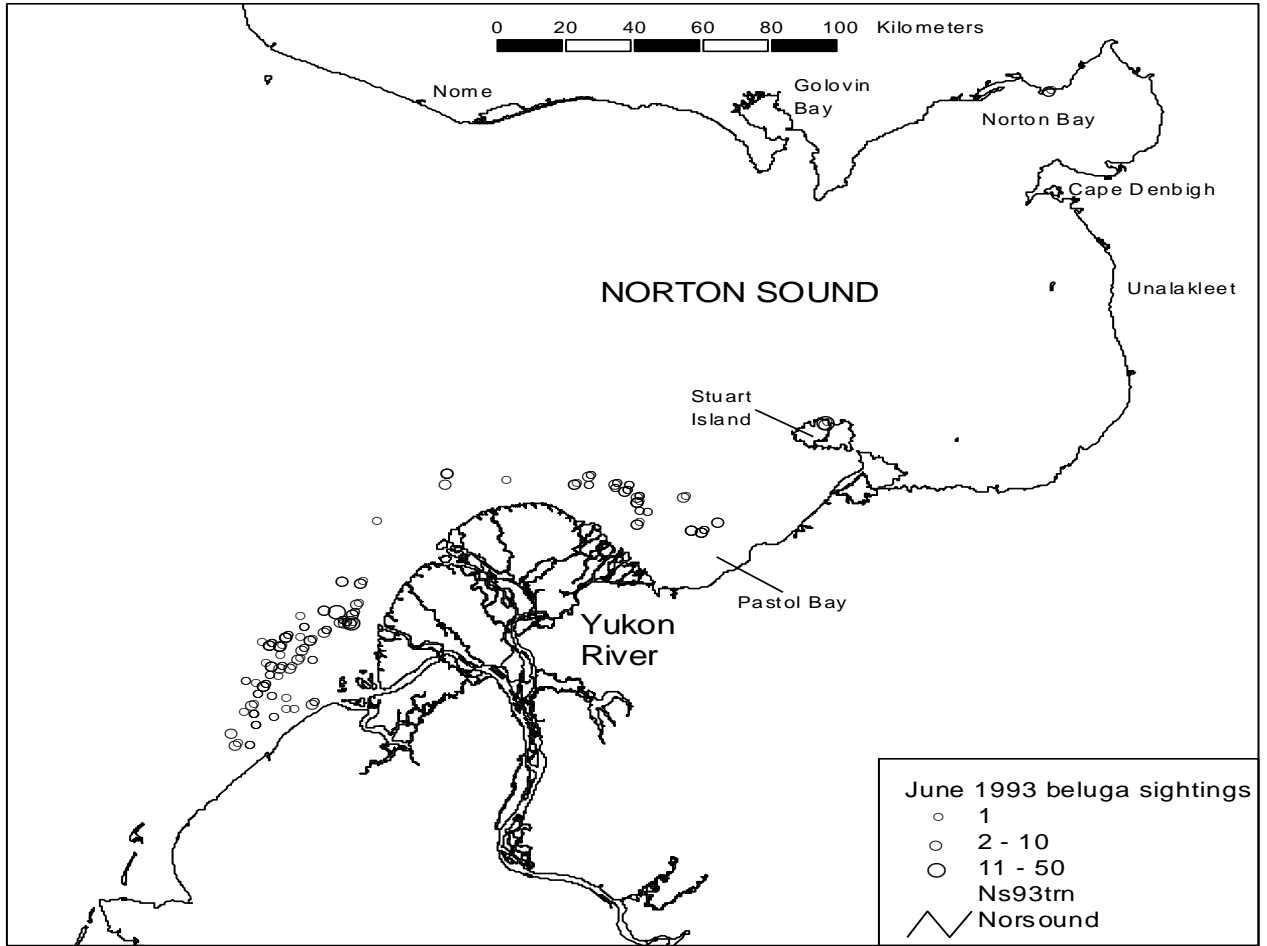 0 20 40 60 80 100 Kilometers
Nome
Golovin
Bay
Norton Bay
Cape Denbigh
NORTON SOUND
Unalakleet
Stuart
Island
Pastol Bay
Yukon
River
June 1993 beluga sightings
1
2 - 10
11 - 50
Ns93trn
Norsound